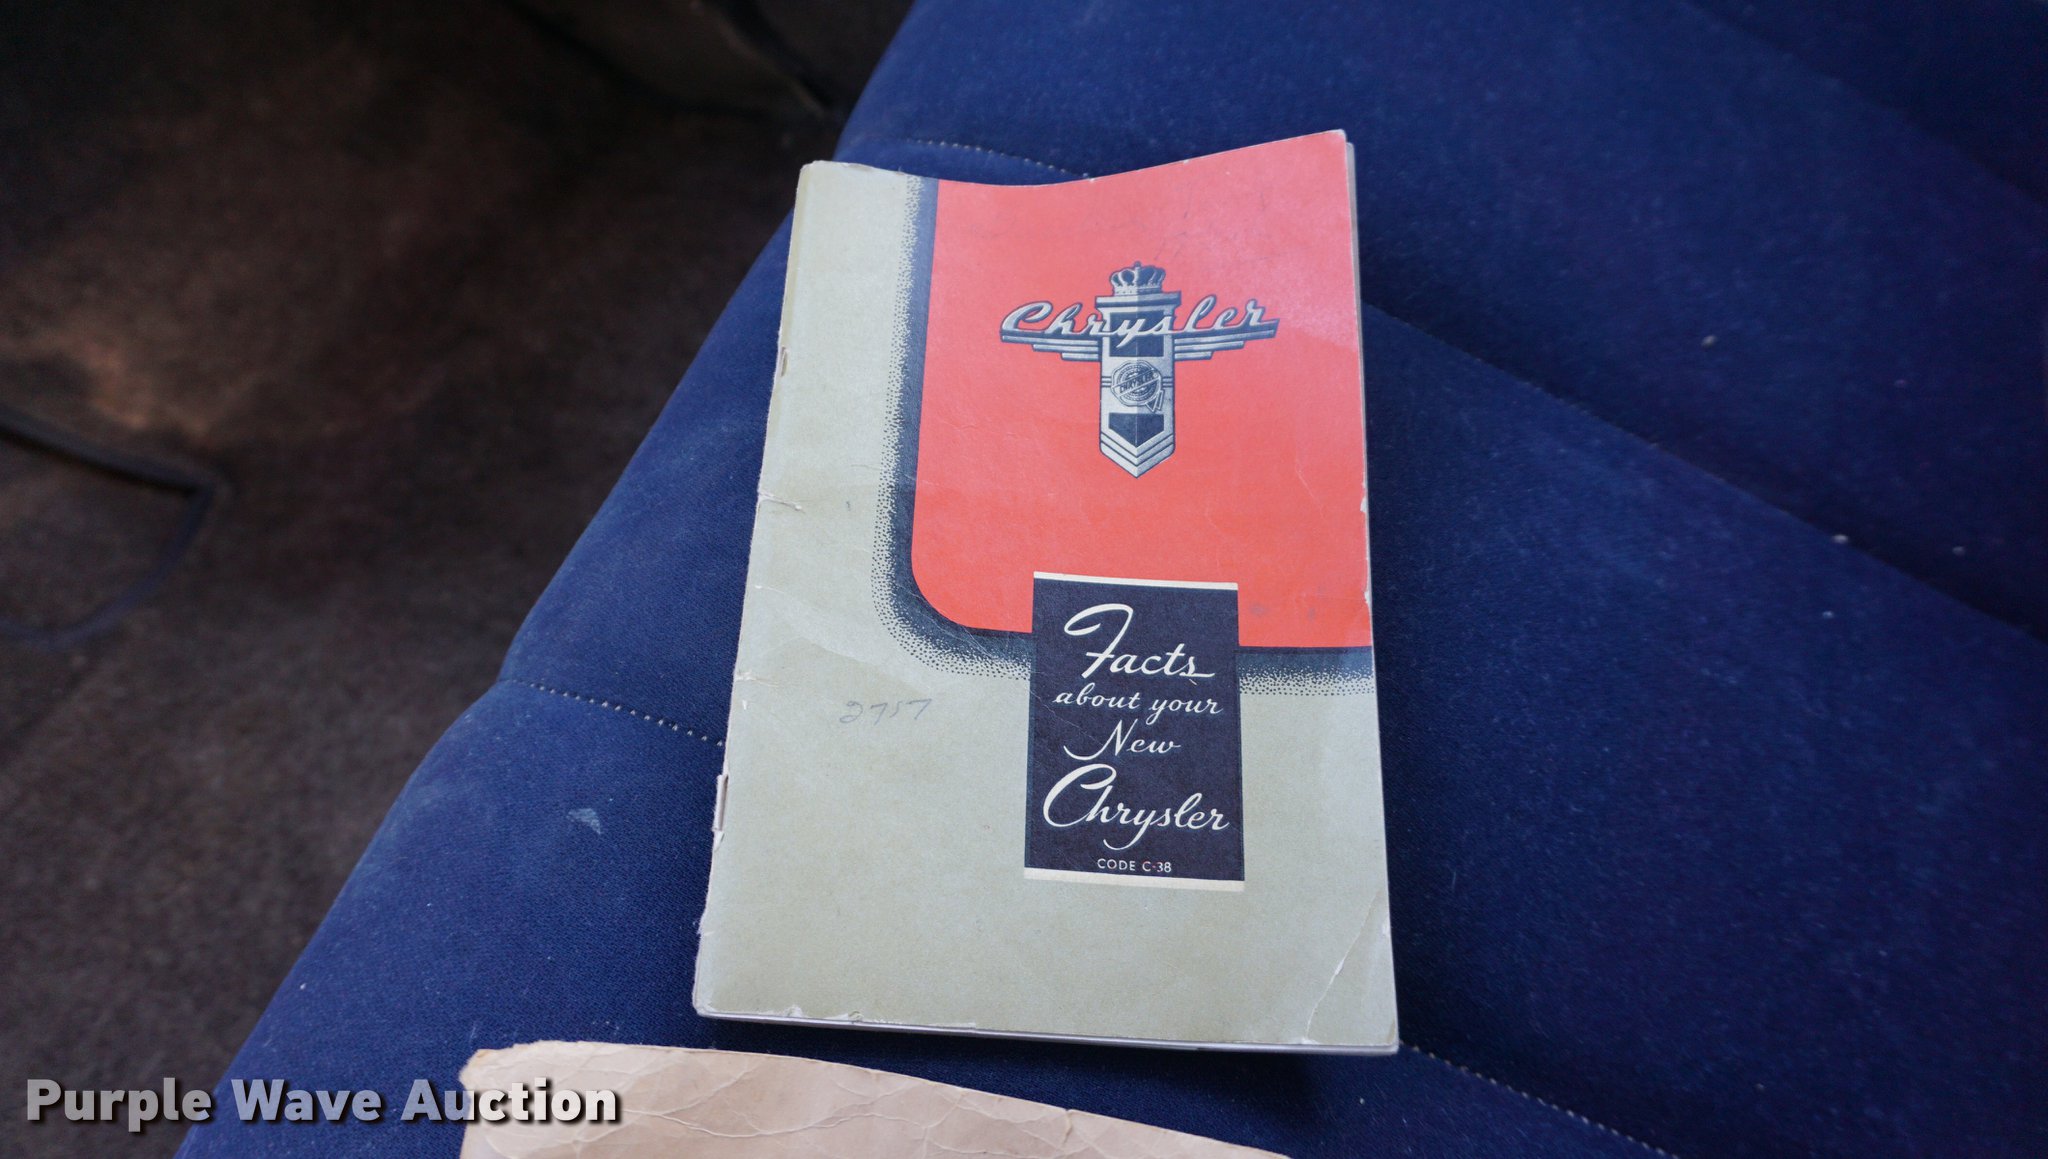 Chrysler
Facts
about your
New
Chrysler
CODE C-38
2757
Purple Wave Auction